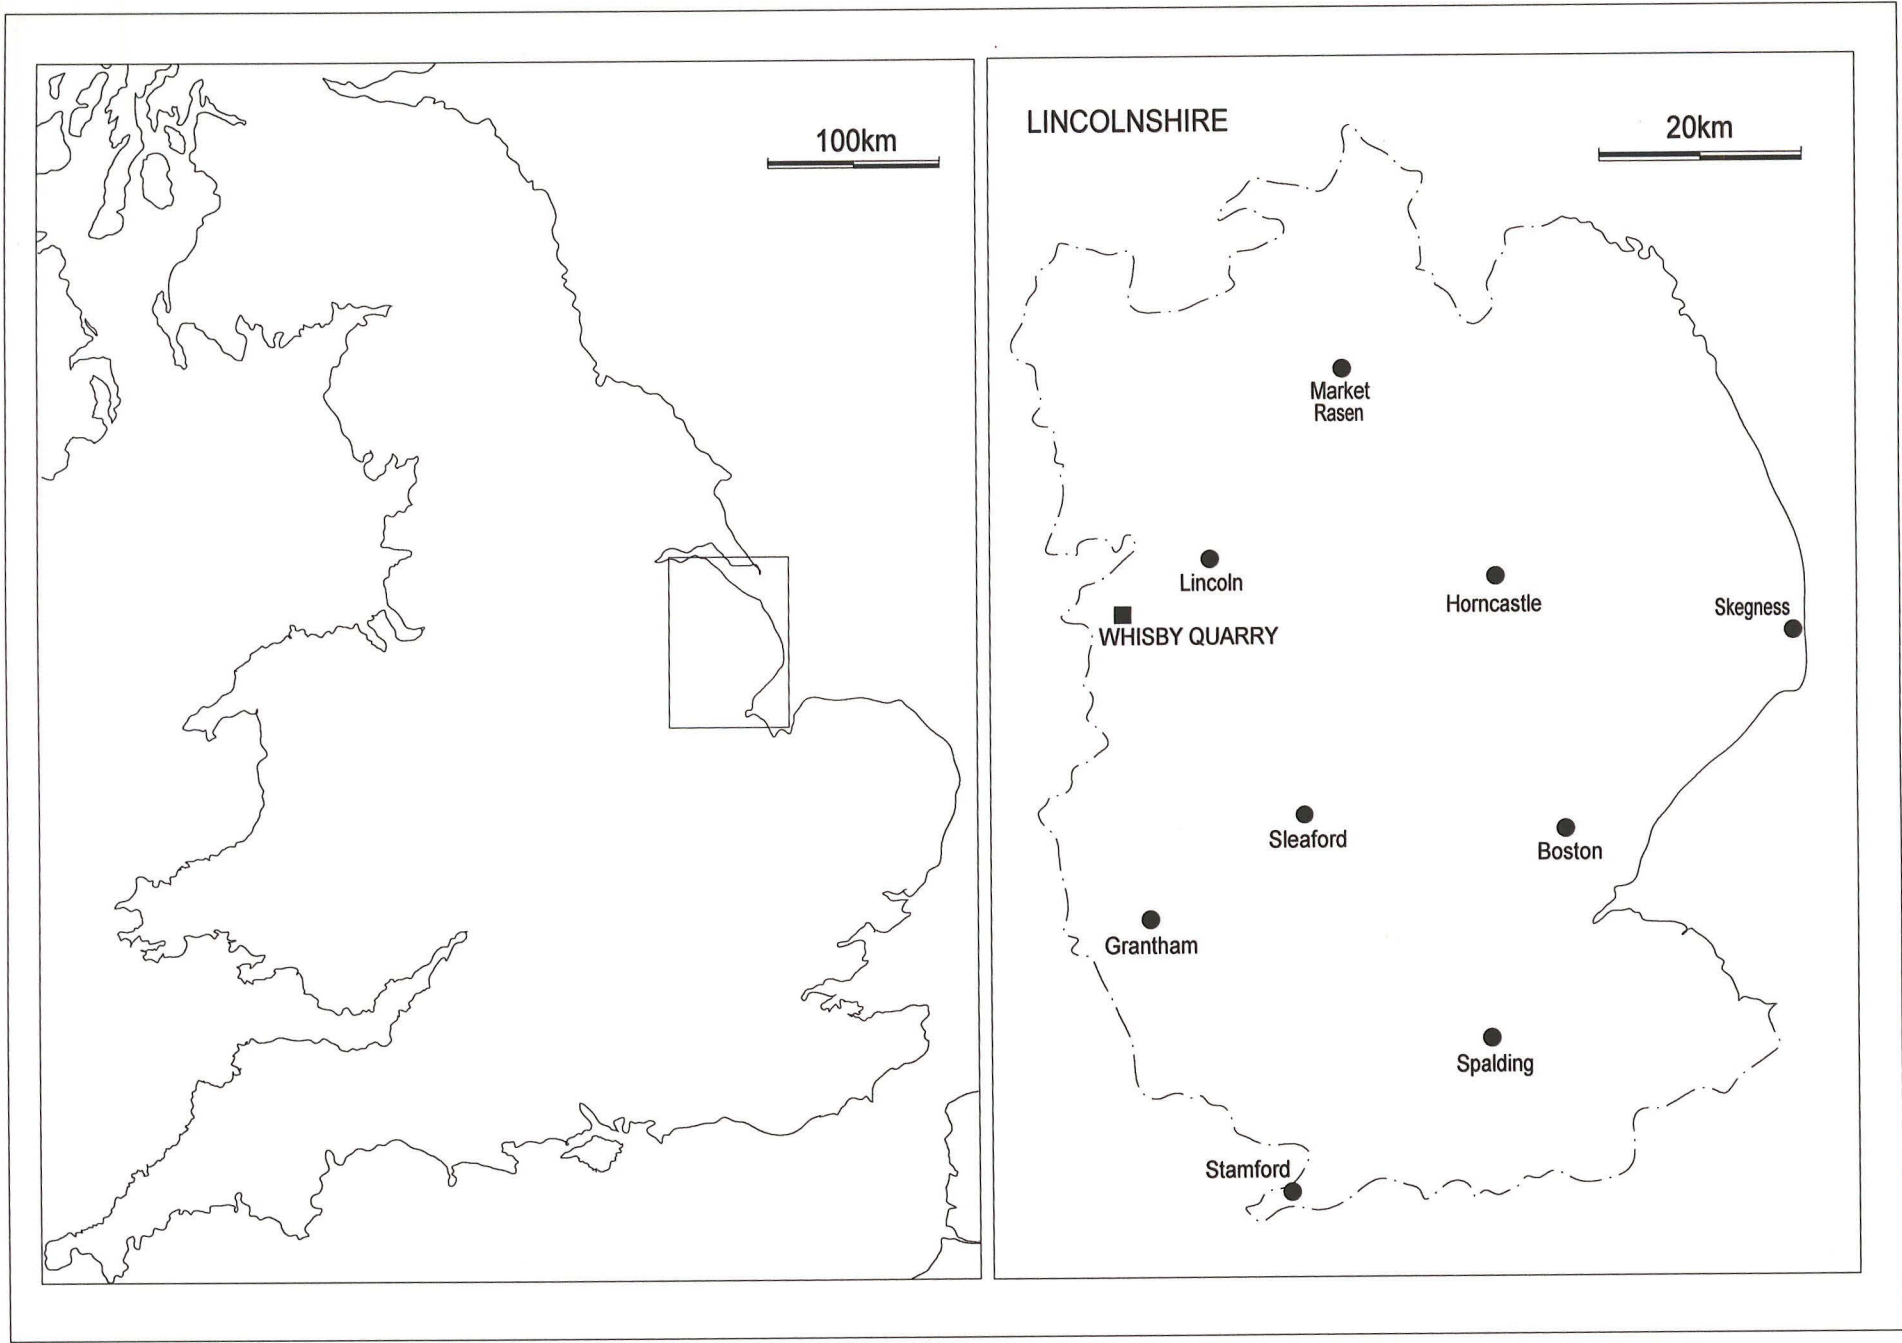 100km
LINCOLNSHIRE
20km
Market
Rasen
Lincoln
Horncastle
Skegness
WHISBY QUARRY
Sleaford
Boston
Grantham
Spalding
Stamford